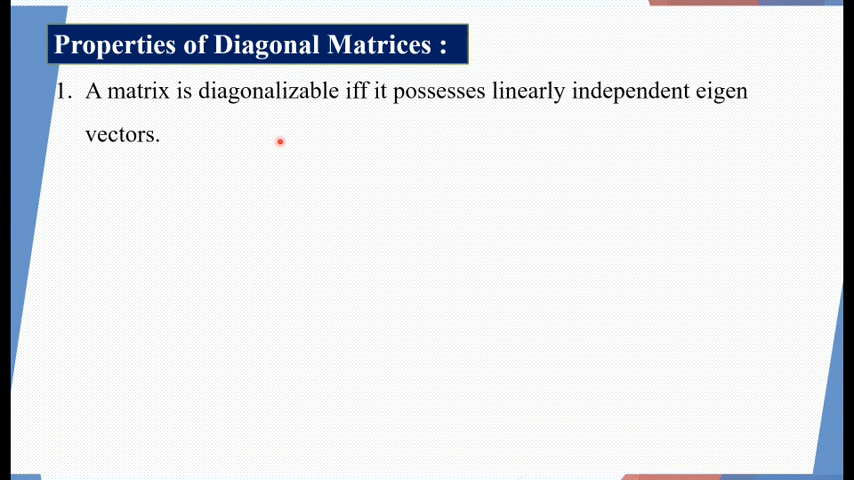 Properties of Diagonal Matrices :
1. A matrix is diagonalizable iff it possesses linearly independent eigen
vectors.